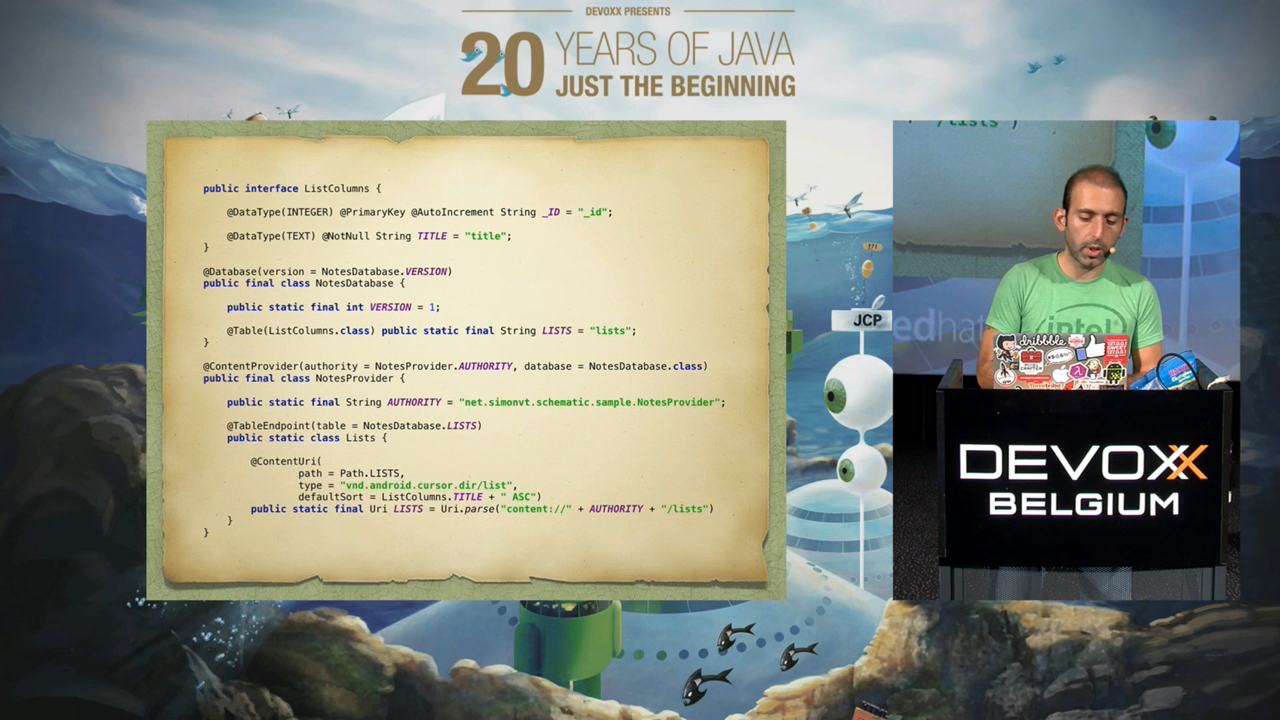 DEVOXX PRESENTS
20 YEARS OF JAVA
JUST THE BEGINNING
public interface ListColumns {
@DataType(INTEGER) @PrimaryKey @AutoIncrement String _ID = "_id";
@DataType(TEXT) @NotNull String TITLE = "title";
}
@Database(version = NotesDatabase.VERSION)
public final class NotesDatabase {
public static final int VERSION = 1;
@Table(ListColumns.class) public static final String LISTS = "lists";
}
@ContentProvider(authority = NotesProvider.AUTHORITY, database = NotesDatabase.class)
public final class NotesProvider {
public static final String AUTHORITY = "net.simonvt.schematic.sample.NotesProvider";
@TableEndpoint(table = NotesDatabase.LISTS)
public static class Lists {
@ContentUri(
path = Path.LISTS,
type = "vnd.android.cursor.dir/list",
defaultSort = ListColumns.TITLE + " ASC")
public static final Uri LISTS = Uri.parse("content://" + AUTHORITY + "/lists")
}
}
JCP
/lists")
edha
intel
dribbble
DEVOXX
BELGIUM